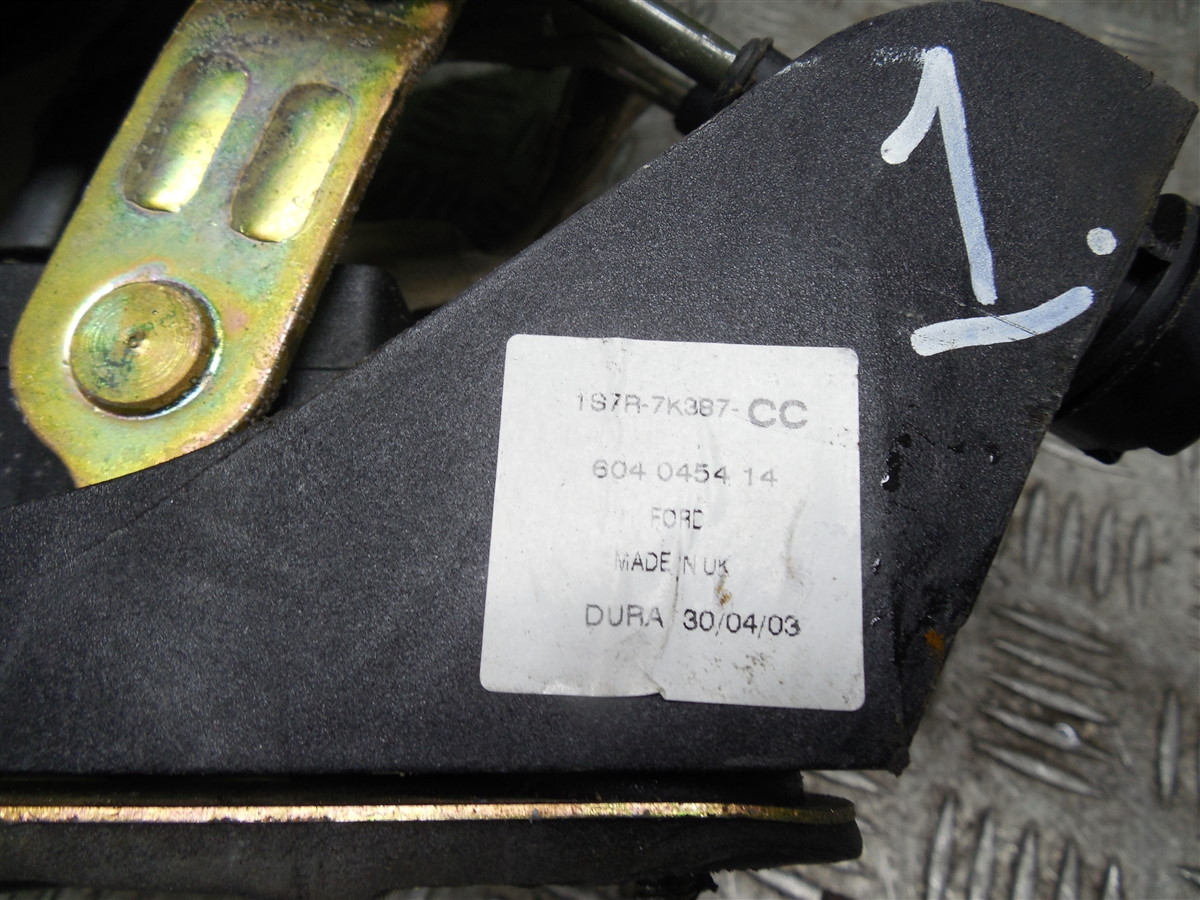 1.
1S7R-7K387-CC
604 0454 14
FORD
MADE IN UK
DURA 30/04/03